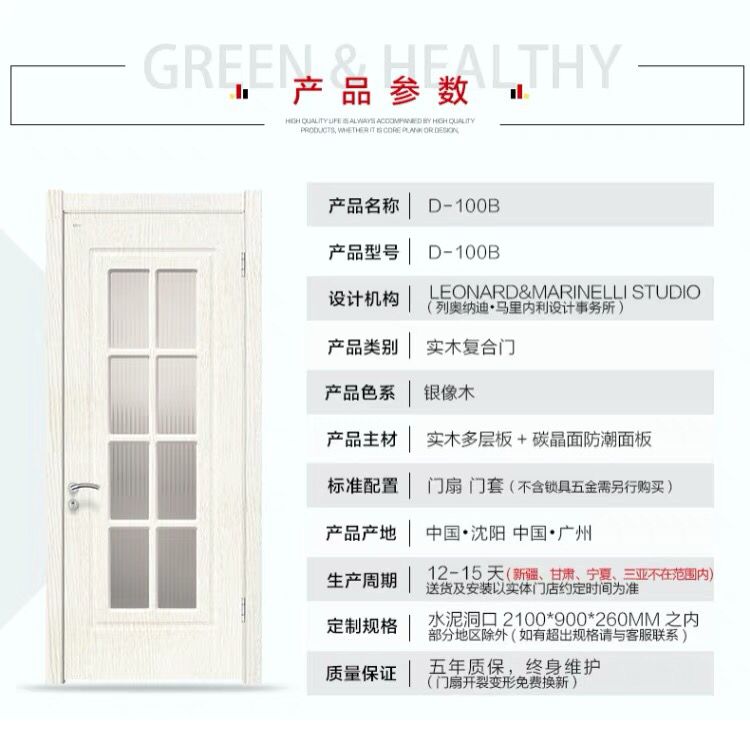 GREEN & HEALTHY
产品参数
HIGH QUALITY LIFE IS ALWAYS ACCOMPANIED BY HIGH QUALITY
PRODUCTS, WHETHER IT IS CORE PLANK OR DESIGN.
产品名称 D-100B
产品型号 D-100B
设计机构 LEONARD&MARINELLI STUDIO
（列奥纳迪·马里内利设计事务所）
产品类别 实木复合门
产品色系 银像木
产品主材 实木多层板 + 碳晶面防潮面板
标准配置 门扇 门套（不含锁具五金需另行购买）
产品产地 中国·沈阳 中国·广州
生产周期 12-15 天（新疆、甘肃、宁夏、三亚不在范围内）
送货及安装以实体门店约定时间为准
定制规格 水泥洞口 2100*900*260MM 之内
部分地区除外（如有超出规格请与客服联系）
质量保证 五年质保，终身维护
（门扇开裂变形免费换新）